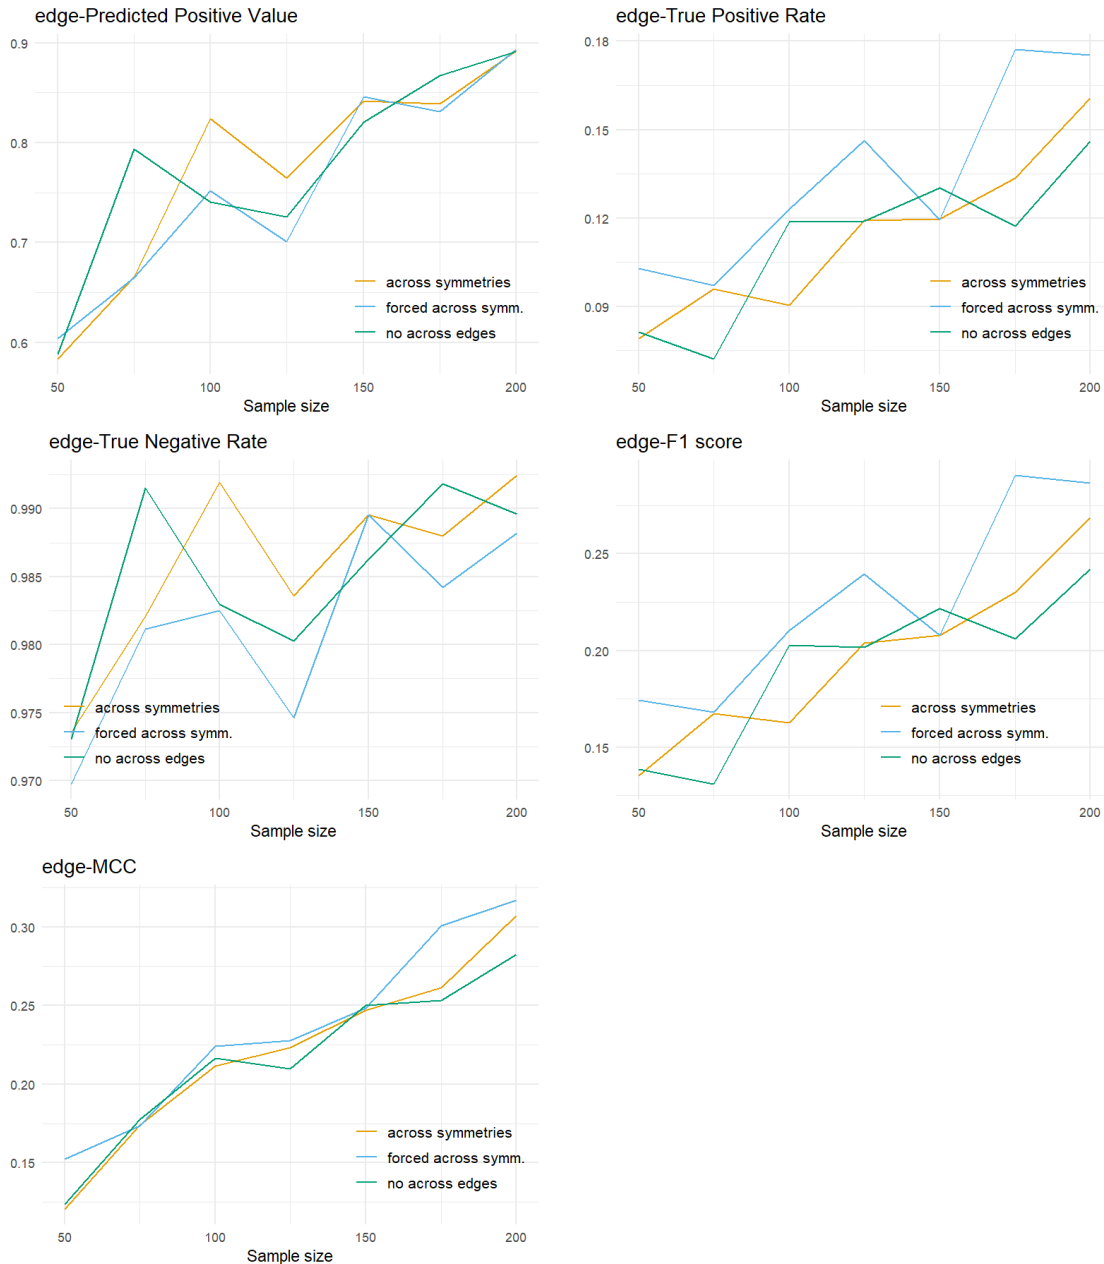 edge-Predicted Positive Value
0.9
0.8
0.7
0.6
across symmetries
forced across symm.
no across edges
50 100 150 200
Sample size
edge-True Positive Rate
0.18
0.15
0.12
0.09
across symmetries
forced across symm.
no across edges
50 100 150 200
Sample size
edge-True Negative Rate
0.990
0.985
0.980
0.975
0.970
across symmetries
forced across symm.
no across edges
50 100 150 200
Sample size
edge-F1 score
0.25
0.20
0.15
across symmetries
forced across symm.
no across edges
50 100 150 200
Sample size
edge-MCC
0.30
0.25
0.20
0.15
across symmetries
forced across symm.
no across edges
50 100 150 200
Sample size